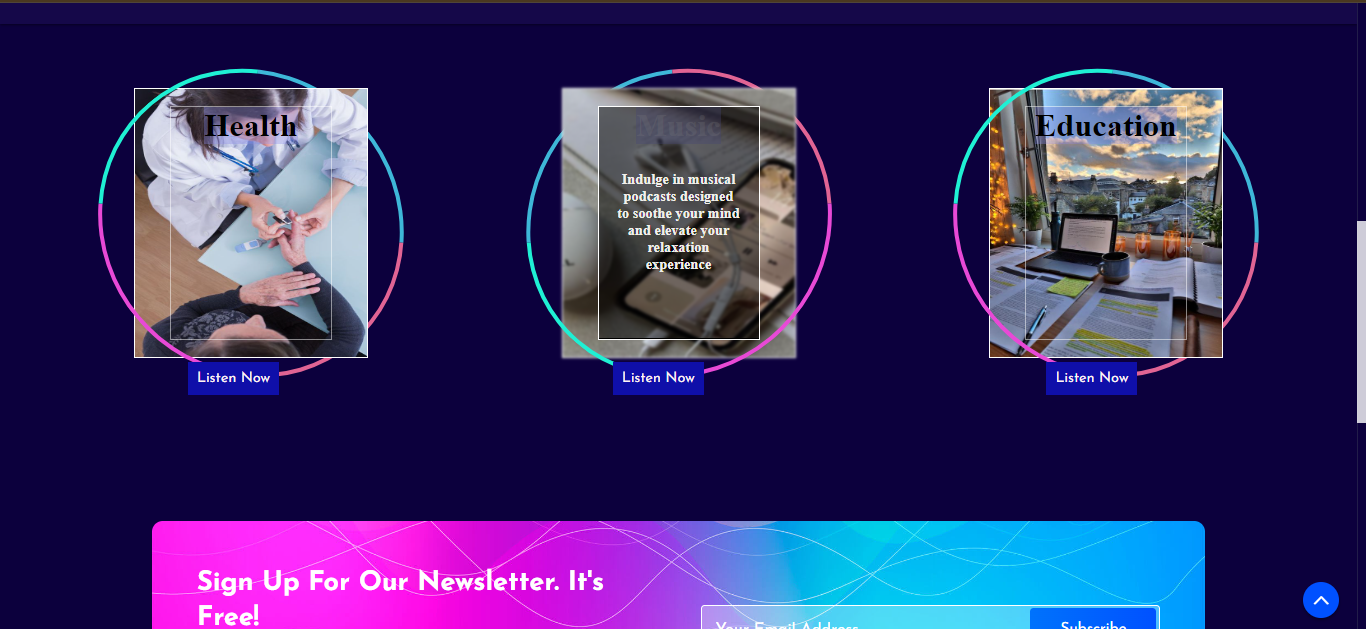 Health
Music
Education
Indulge in musical
podcasts designed
to soothe your mind
and elevate your
relaxation
experience
Listen Now
Listen Now
Listen Now
Sign Up For Our Newsletter. It's
Free!
Your Email Address
Subscribe